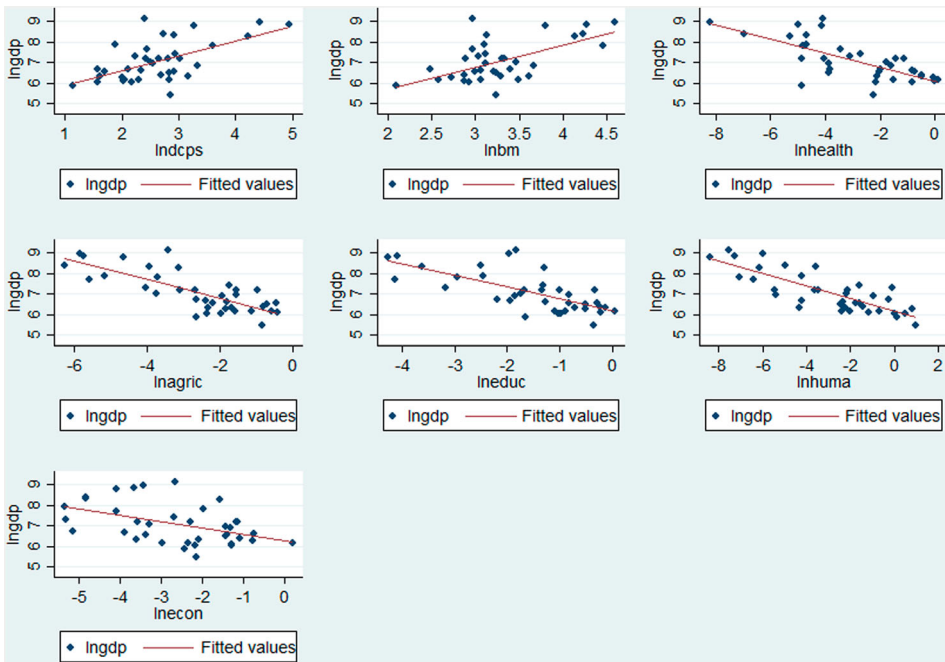 lngdp
9
8
7
6
5
1 2 3 4 5
lndcps
lngdp Fitted values
lngdp
9
8
7
6
5
2 2.5 3 3.5 4 4.5
lnbm
lngdp Fitted values
lngdp
9
8
7
6
5
-8 -6 -4 -2 0
lnhealth
lngdp Fitted values
lngdp
9
8
7
6
5
-6 -4 -2 0
lnagric
lngdp Fitted values
lngdp
9
8
7
6
5
-4 -3 -2 -1 0
lneduc
lngdp Fitted values
lngdp
9
8
7
6
5
-8 -6 -4 -2 0 2
lnhuma
lngdp Fitted values
lngdp
9
8
7
6
5
-5 -4 -3 -2 -1 0
lnecon
lngdp Fitted values